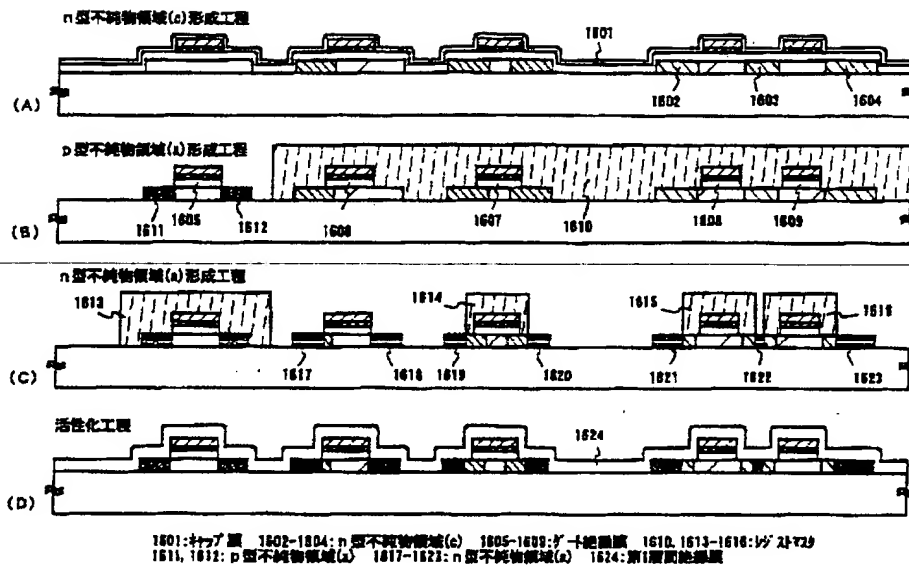 n型不純物領域(c)形成工程
1601
(A)
1602
1603
1604
p型不純物領域(a)形成工程
(B)
1611
1605
1612
1606
1607
1610
1608
1609
n型不純物領域(a)形成工程
1613
1614
1615
1616
(C)
1617
1618
1619
1620
1621
1622
1623
活性化工程
1624
(D)
1601:キャップ膜 1602-1604:n型不純物領域(c) 1605-1609:ゲート絶縁膜 1610,1613-1616:レジストマスク
1611,1612:p型不純物領域(a) 1617-1623:n型不純物領域(a) 1624:第1層間絶縁膜